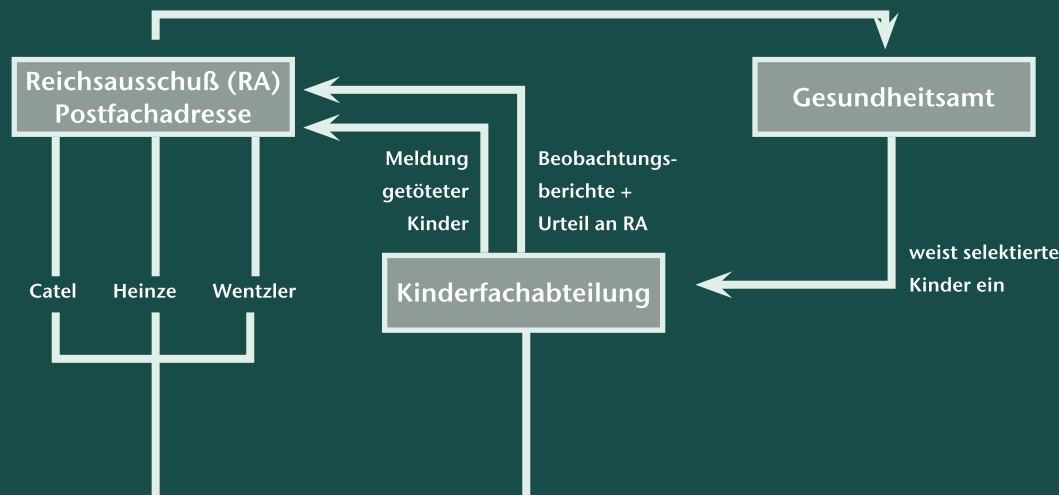 Reichsausschuß (RA)
Postfachadresse
Gesundheitsamt
Meldung
getöteter
Kinder
Beobachtungs-
berichte +
Urteil an RA
weist selektierte
Kinder ein
Kinderfachabteilung
Catel
Heinze
Wentzler